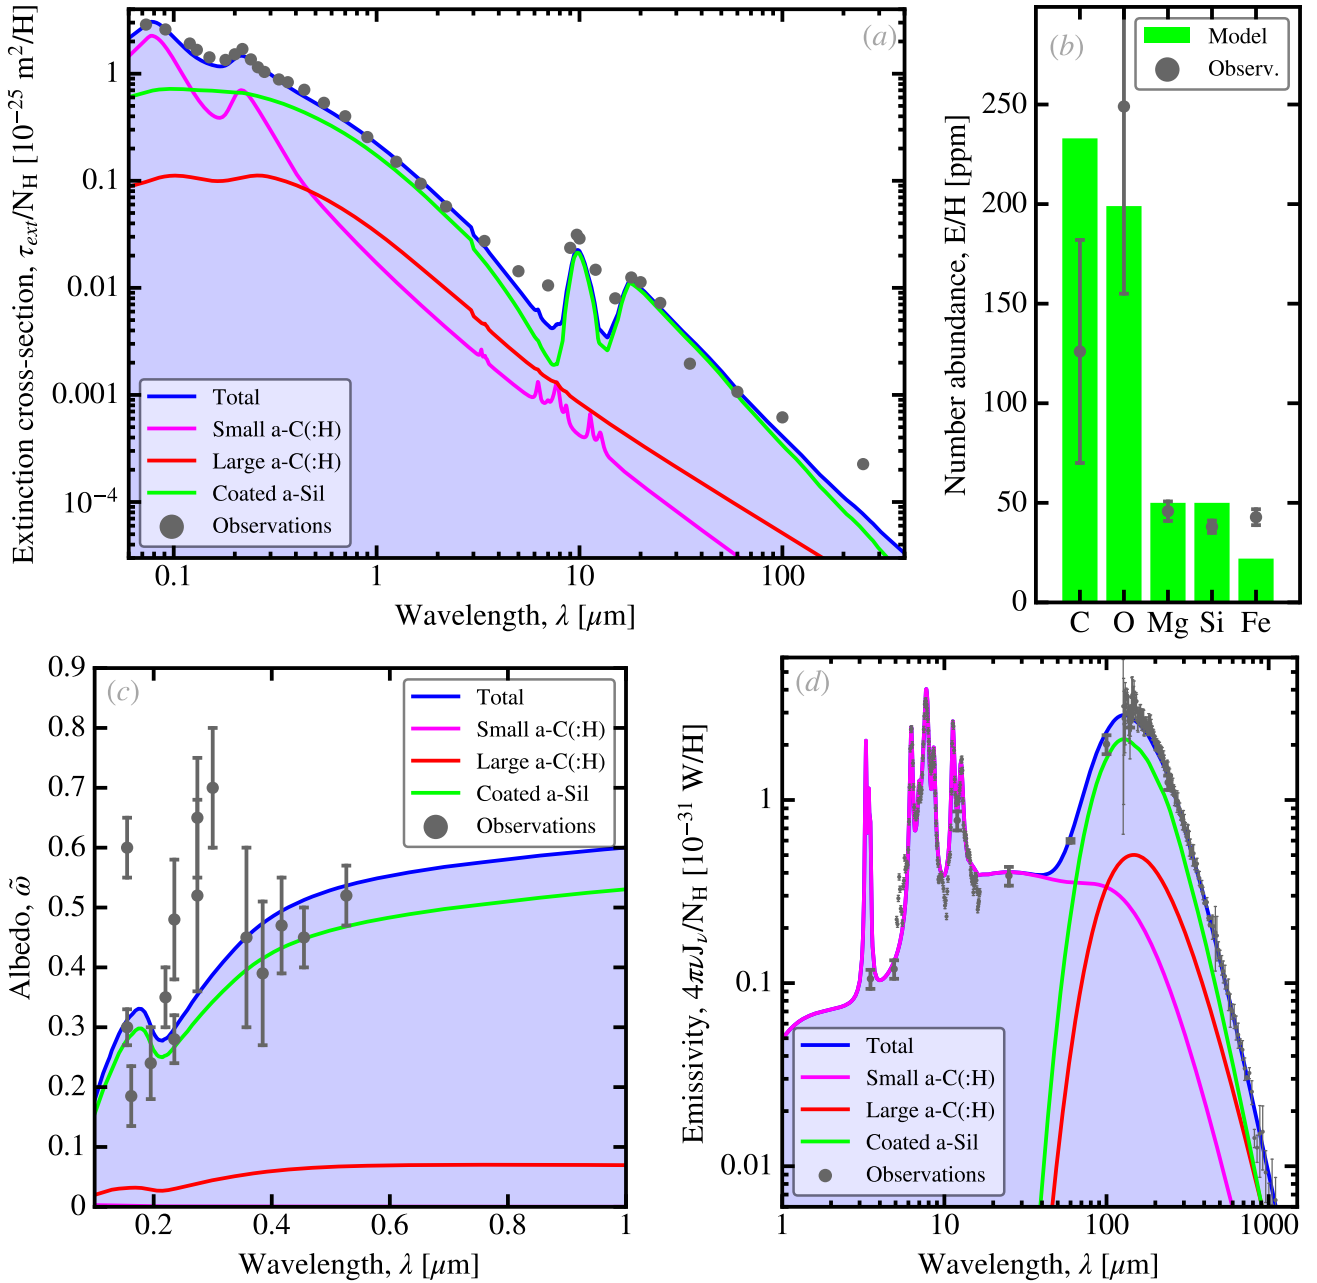 (a)
Extinction cross-section, τ_ext/N_H [10^−25 m^2/H]
1
0.1
0.01
0.001
10^−4
Total
Small a-C(:H)
Large a-C(:H)
Coated a-Sil
Observations
0.1 1 10 100
Wavelength, λ [μm]
(b)
Model
Observ.
Number abundance, E/H [ppm]
250
200
150
100
50
0
C O Mg Si Fe
(c)
Albedo, ω̃
0.9
0.8
0.7
0.6
0.5
0.4
0.3
0.2
0.1
0
Total
Small a-C(:H)
Large a-C(:H)
Coated a-Sil
Observations
0.2 0.4 0.6 0.8 1
Wavelength, λ [μm]
(d)
Emissivity, 4πνJ_ν/N_H [10^−31 W/H]
1
0.1
0.01
Total
Small a-C(:H)
Large a-C(:H)
Coated a-Sil
Observations
1 10 100 1000
Wavelength, λ [μm]